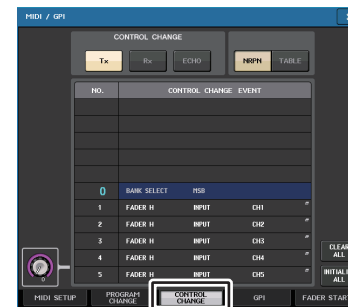 MIDI / GPI
CONTROL CHANGE
Tx Rx ECHO NRPN TABLE
NO. CONTROL CHANGE EVENT
0 BANK SELECT MSB
1 FADER H INPUT CH1
2 FADER H INPUT CH2
3 FADER H INPUT CH3
4 FADER H INPUT CH4
5 FADER H INPUT CH5
CLEAR
ALL
INITIALI
ALL
MIDI SETUP PROGRAM CHANGE CONTROL CHANGE GPI FADER START